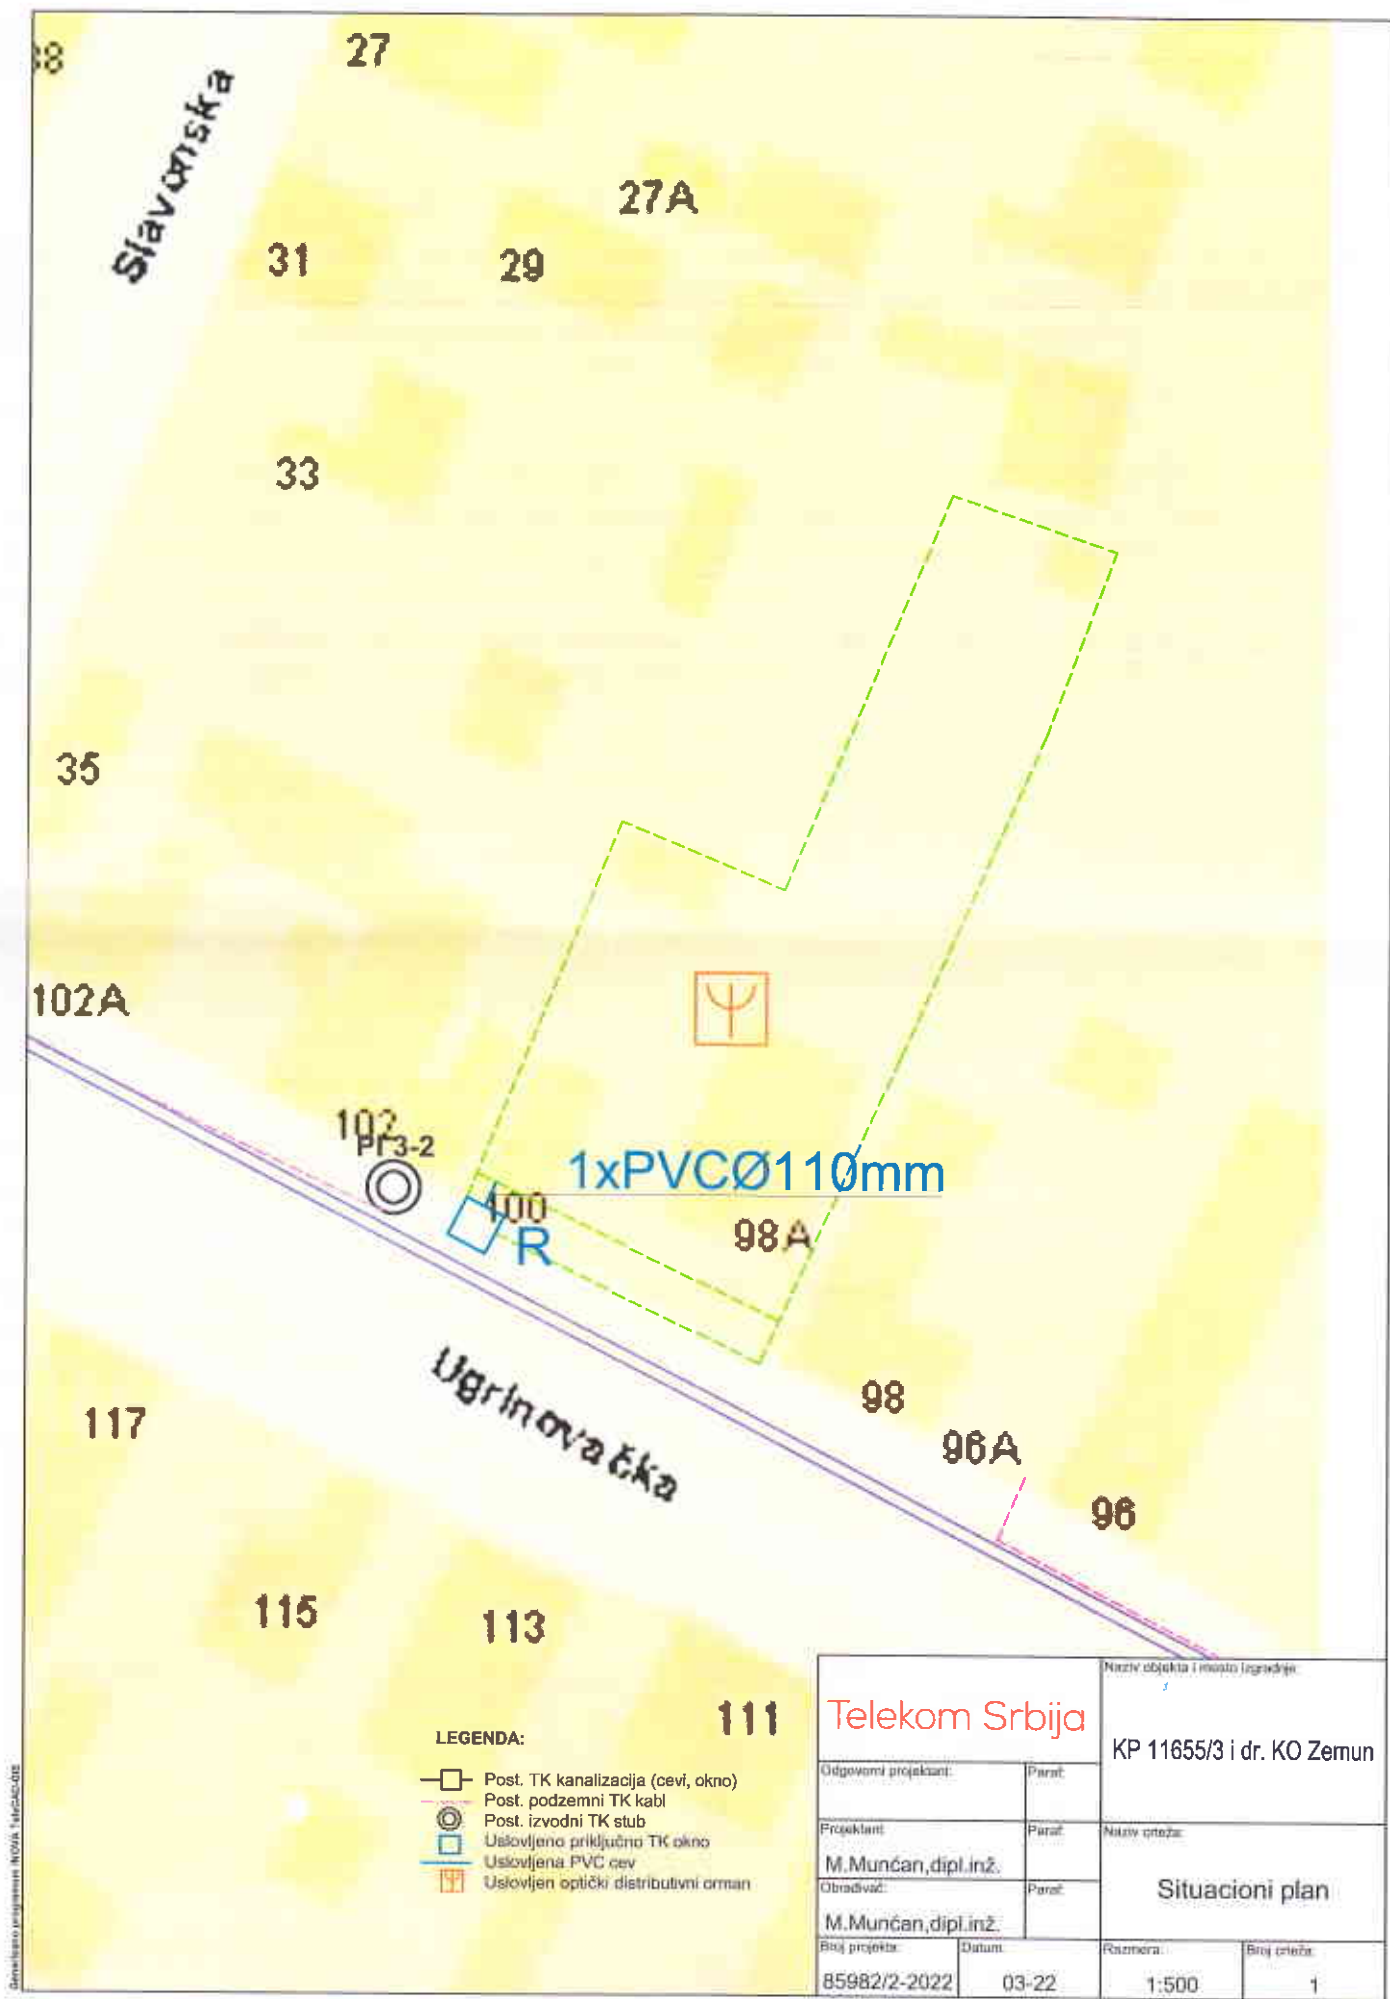 27
Slavonska
27A
31
29
33
35
102A
102
РГ3-2
1xPVCØ110mm
100
98A
R
Ugrinovačka
98
117
96A
96
115
113
111
LEGENDA:
Post. TK kanalizacija (cevi, okno)
Post. podzemni TK kabl
Post. izvodni TK stub
Uslovljeno priključno TK okno
Uslovljena PVC cev
Uslovljen optički distributivni orman
Telekom Srbija
Naziv objekta i mesto izgradnje:
KP 11655/3 i dr. KO Zemun
Odgovorni projektant:
Paraf:
Projektant:
Paraf:
M.Munćan,dipl.inž.
Naziv crteža:
Situacioni plan
Obrađivač:
Paraf:
M.Munćan,dipl.inž.
Broj projekta:
Datum:
Razmera:
Broj crteža:
85982/2-2022
03-22
1:500
1